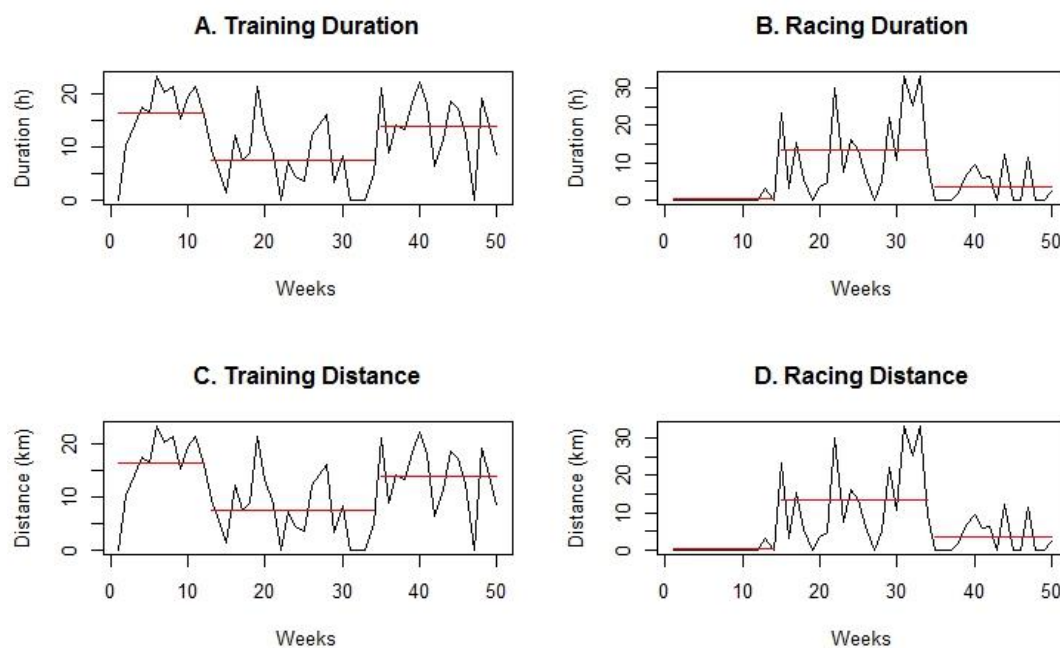 A. Training Duration
Duration (h)
0 10 20
0 10 20 30 40 50
Weeks
B. Racing Duration
Duration (h)
0 10 20 30
0 10 20 30 40 50
Weeks
C. Training Distance
Distance (km)
0 10 20
0 10 20 30 40 50
Weeks
D. Racing Distance
Distance (km)
0 10 20 30
0 10 20 30 40 50
Weeks